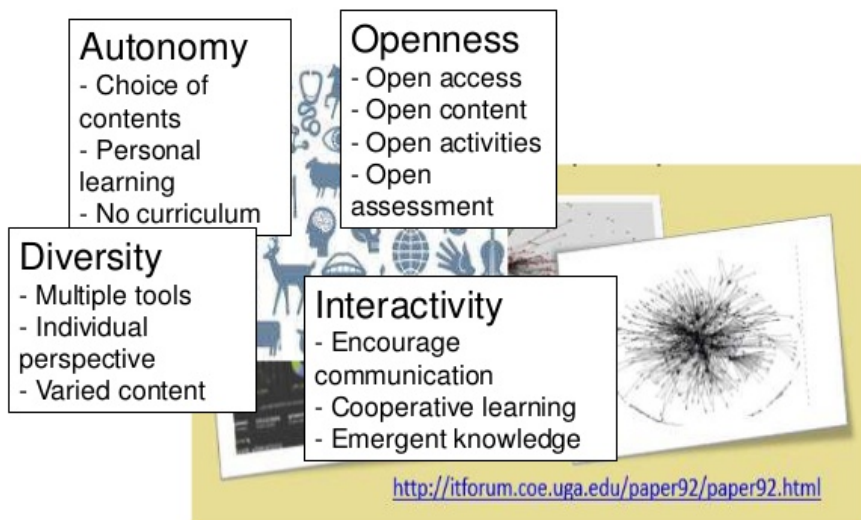 Autonomy
- Choice of
contents
- Personal
learning
- No curriculum
Openness
- Open access
- Open content
- Open activities
- Open
assessment
Diversity
- Multiple tools
- Individual
perspective
- Varied content
Interactivity
- Encourage
communication
- Cooperative learning
- Emergent knowledge
http://itforum.coe.uga.edu/paper92/paper92.html